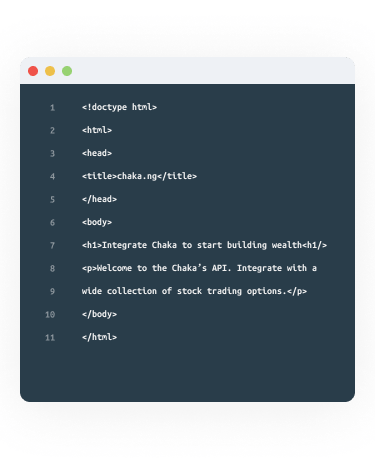 1 <!doctype html>
2 <html>
3 <head>
4 <title>chaka.ng</title>
5 </head>
6 <body>
7 <h1>Integrate Chaka to start building wealth<h1/>
8 <p>Welcome to the Chaka’s API. Integrate with a
9 wide collection of stock trading options.</p>
10 </body>
11 </html>